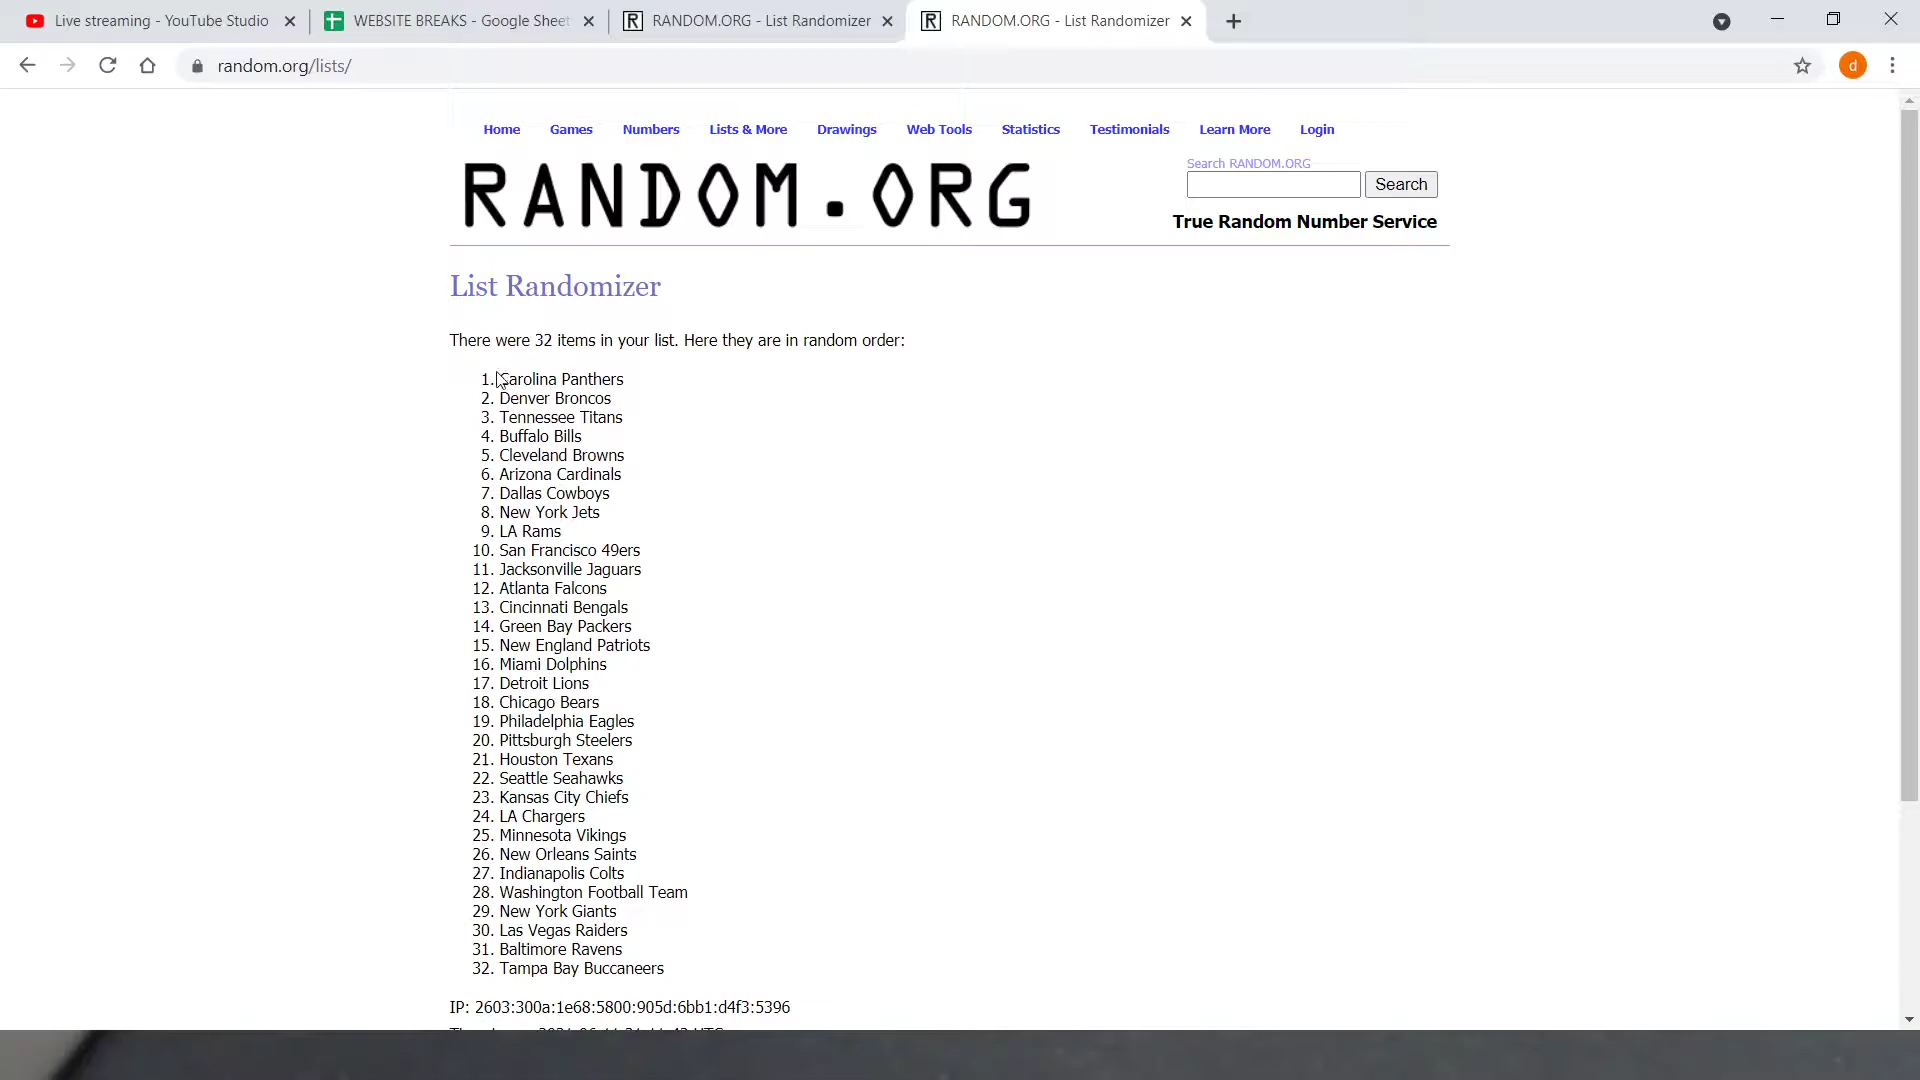 Live streaming - YouTube Studio
WEBSITE BREAKS - Google Sheet
RANDOM.ORG - List Randomizer
RANDOM.ORG - List Randomizer
random.org/lists/
d
Home Games Numbers Lists & More Drawings Web Tools Statistics Testimonials Learn More Login
RANDOM.ORG
Search RANDOM.ORG
Search
True Random Number Service
List Randomizer
There were 32 items in your list. Here they are in random order:
1. Carolina Panthers
2. Denver Broncos
3. Tennessee Titans
4. Buffalo Bills
5. Cleveland Browns
6. Arizona Cardinals
7. Dallas Cowboys
8. New York Jets
9. LA Rams
10. San Francisco 49ers
11. Jacksonville Jaguars
12. Atlanta Falcons
13. Cincinnati Bengals
14. Green Bay Packers
15. New England Patriots
16. Miami Dolphins
17. Detroit Lions
18. Chicago Bears
19. Philadelphia Eagles
20. Pittsburgh Steelers
21. Houston Texans
22. Seattle Seahawks
23. Kansas City Chiefs
24. LA Chargers
25. Minnesota Vikings
26. New Orleans Saints
27. Indianapolis Colts
28. Washington Football Team
29. New York Giants
30. Las Vegas Raiders
31. Baltimore Ravens
32. Tampa Bay Buccaneers
IP: 2603:300a:1e68:5800:905d:6bb1:d4f3:5396